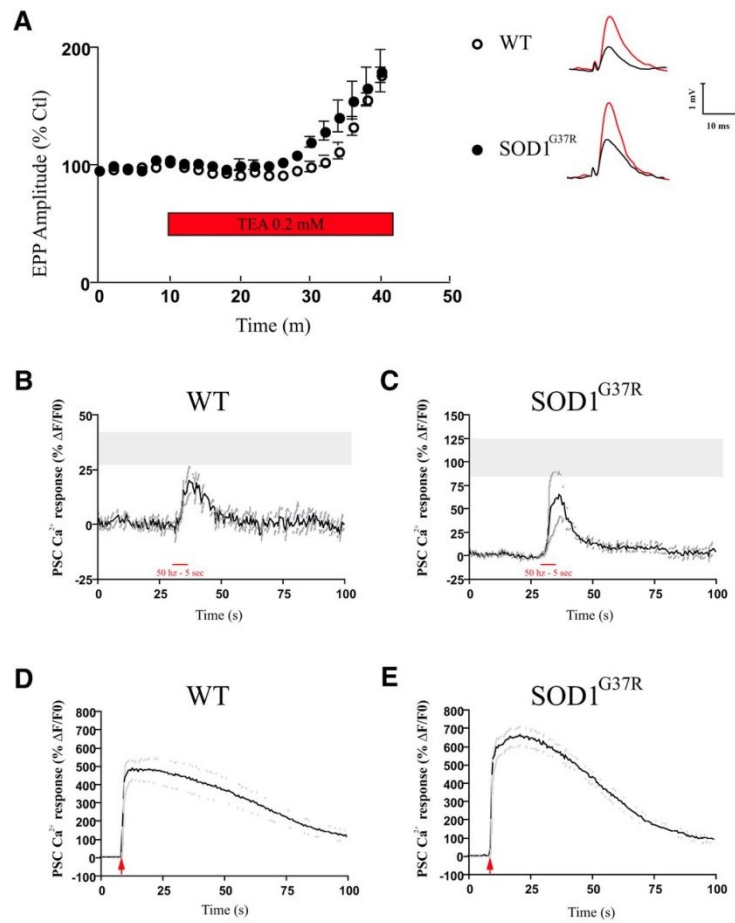 A
200
100
0
EPP Amplitude (% Ctl)
TEA 0.2 mM
0 10 20 30 40 50
Time (m)
WT
SOD1G37R
1 mV
10 ms
B
WT
50
25
0
-25
PSC Ca2+ response (% ΔF/F0)
50 hz - 5 sec
0 25 50 75 100
Time (s)
C
SOD1G37R
150
125
100
75
50
25
0
-25
PSC Ca2+ response (% ΔF/F0)
50 hz - 5 sec
0 25 50 75 100
Time (s)
D
WT
800
700
600
500
400
300
200
100
0
-100
PSC Ca2+ response (% ΔF/F0)
0 25 50 75 100
Time (s)
E
SOD1G37R
800
700
600
500
400
300
200
100
0
-100
PSC Ca2+ response (% ΔF/F0)
0 25 50 75 100
Time (s)